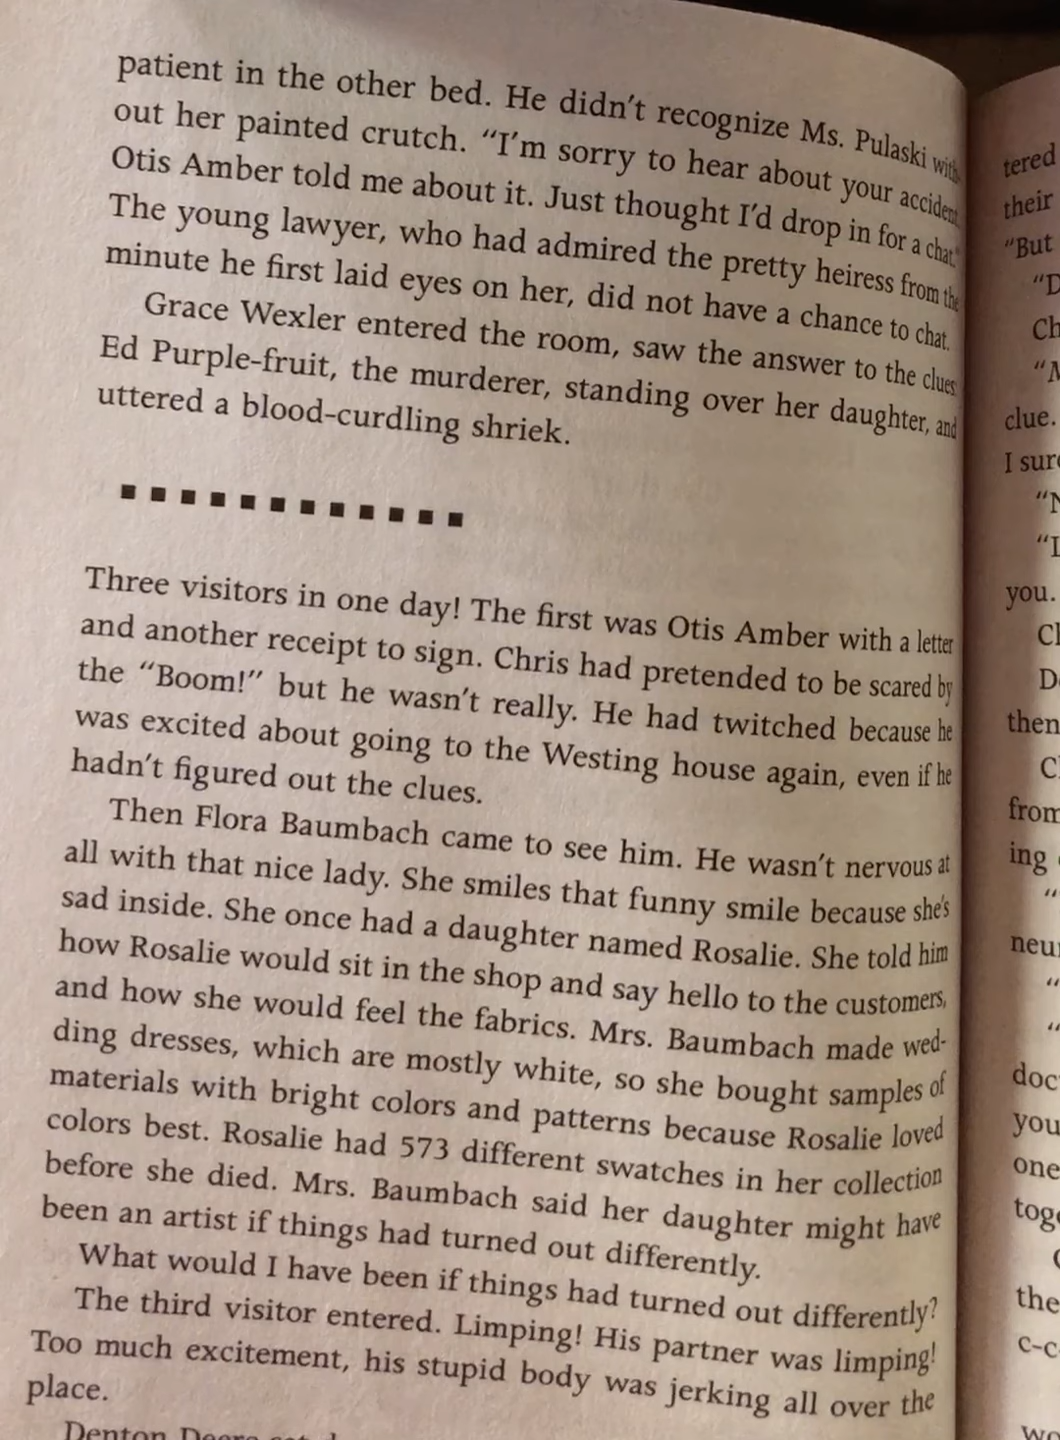 patient in the other bed. He didn't recognize Ms. Pulaski with-
out her painted crutch. “I'm sorry to hear about your accident.
Otis Amber told me about it. Just thought I'd drop in for a chat.”
The young lawyer, who had admired the pretty heiress from the
minute he first laid eyes on her, did not have a chance to chat.
Grace Wexler entered the room, saw the answer to the clues,
Ed Purple-fruit, the murderer, standing over her daughter, and
uttered a blood-curdling shriek.
Three visitors in one day! The first was Otis Amber with a letter
and another receipt to sign. Chris had pretended to be scared by
the “Boom!” but he wasn't really. He had twitched because he
was excited about going to the Westing house again, even if he
hadn't figured out the clues.
Then Flora Baumbach came to see him. He wasn't nervous at
all with that nice lady. She smiles that funny smile because she's
sad inside. She once had a daughter named Rosalie. She told him
how Rosalie would sit in the shop and say hello to the customers,
and how she would feel the fabrics. Mrs. Baumbach made wed-
ding dresses, which are mostly white, so she bought samples of
materials with bright colors and patterns because Rosalie loved
colors best. Rosalie had 573 different swatches in her collection
before she died. Mrs. Baumbach said her daughter might have
been an artist if things had turned out differently.
What would I have been if things had turned out differently?
The third visitor entered. Limping! His partner was limping!
Too much excitement, his stupid body was jerking all over the
place.
Denton Deere
tered
their
“But
clue.
I sure
you.
then
from
ing
the
c-c